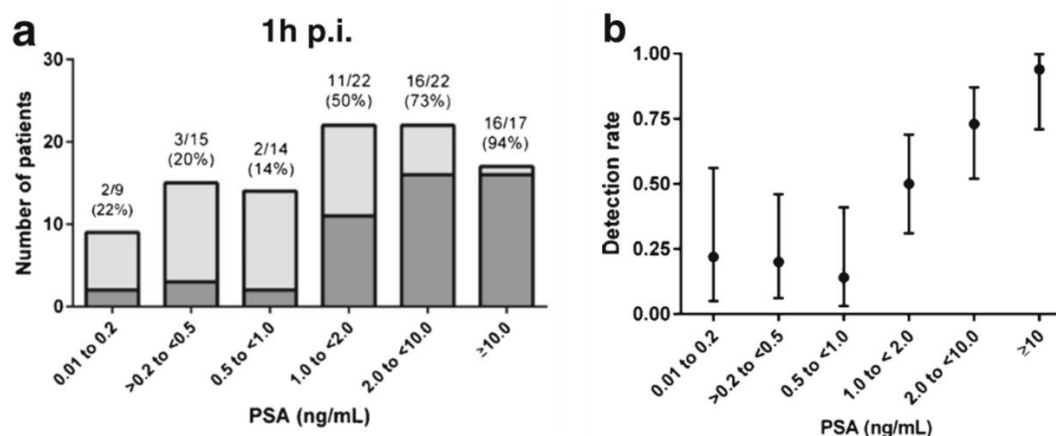 a
1h p.i.
Number of patients
30
20
10
0
2/9
(22%)
3/15
(20%)
2/14
(14%)
11/22
(50%)
16/22
(73%)
16/17
(94%)
0.01 to 0.2
>0.2 to <0.5
0.5 to <1.0
1.0 to <2.0
2.0 to <10.0
≥10.0
PSA (ng/mL)
b
Detection rate
1.00
0.75
0.50
0.25
0.00
0.01 to 0.2
>0.2 to <0.5
0.5 to <1.0
1.0 to < 2.0
2.0 to <10.0
≥10
PSA (ng/mL)